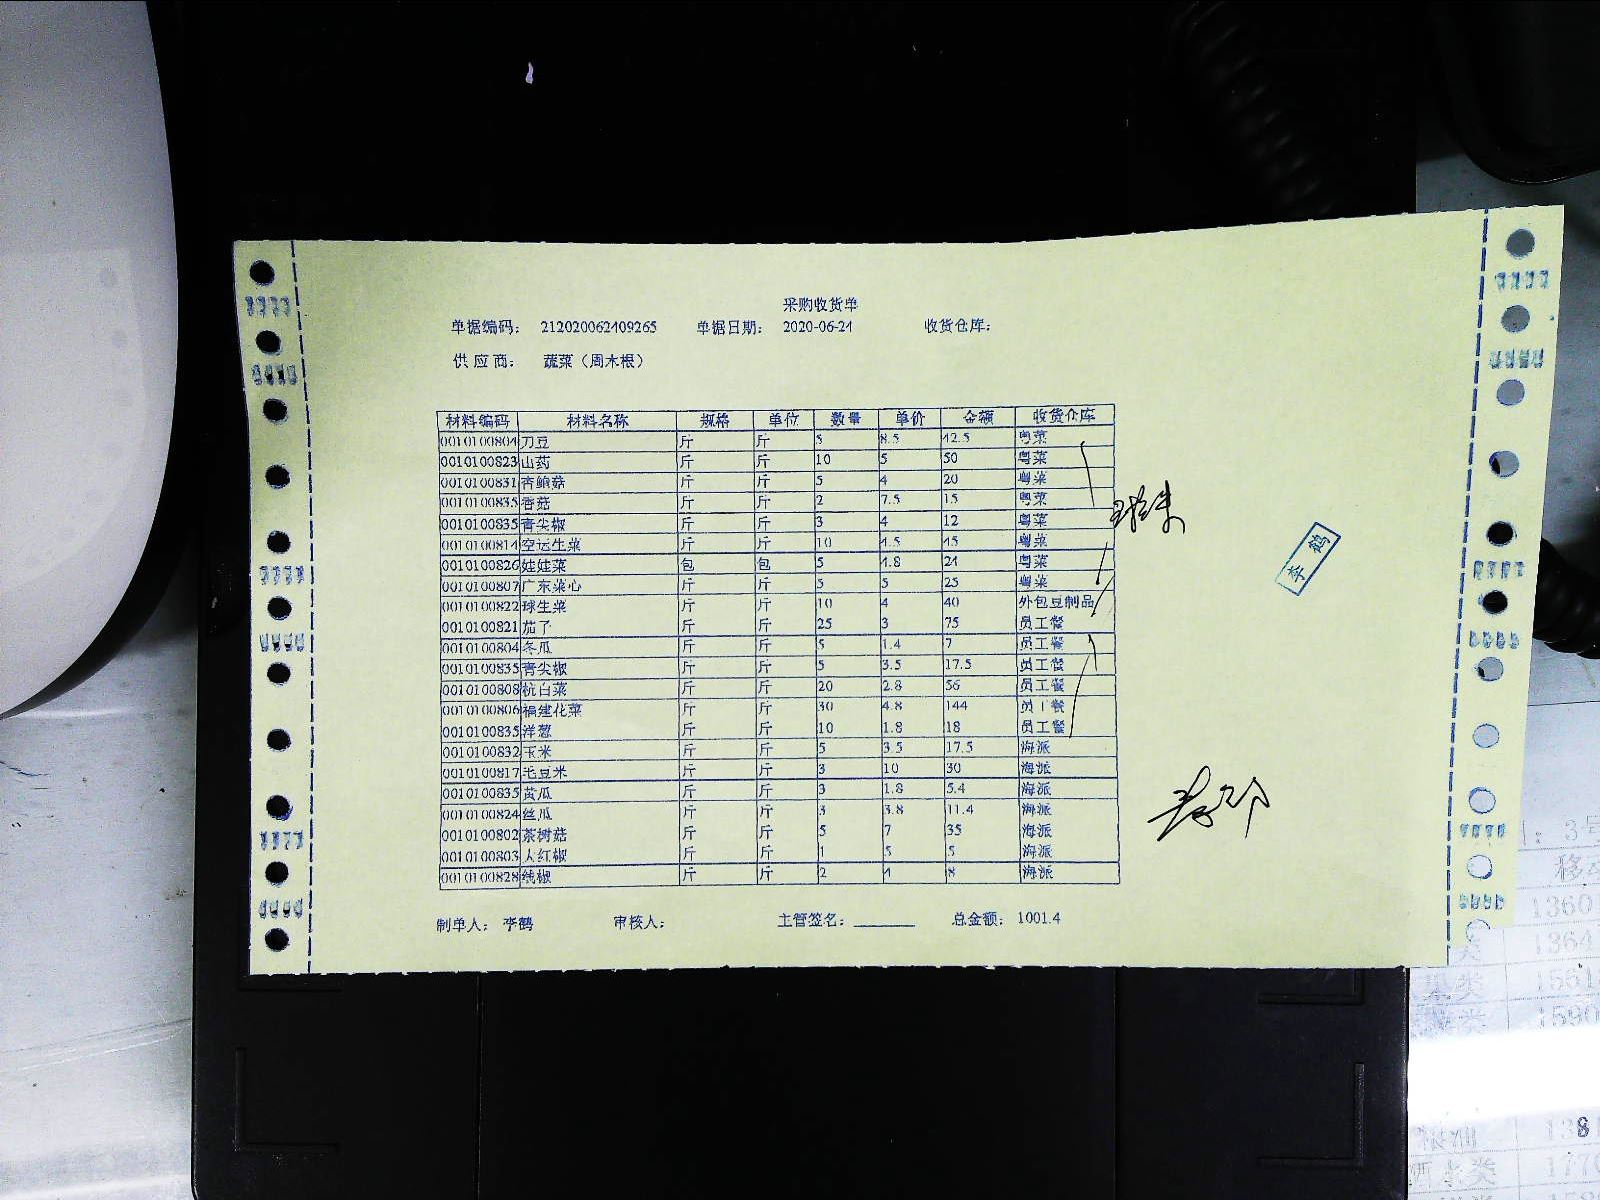 采购收货单
单据编码: 212020062409265 单据日期: 2020-06-24 收货仓库:
供应商: 蔬菜（周木根）
材料编码 材料名称 规格 单位 数量 单价 金额 收货仓库
0010100804 刀豆 斤 斤 5 8.5 42.5 粤菜
0010100823 山药 斤 斤 10 5 50 粤菜
0010100831 杏鲍菇 斤 斤 5 4 20 粤菜
0010100835 香菇 斤 斤 2 7.5 15 粤菜
0010100835 青尖椒 斤 斤 3 4 12 粤菜
0010100814 空运生菜 斤 斤 10 4.5 45 粤菜
0010100826 娃娃菜 包 包 5 4.8 24 粤菜
0010100807 广东菜心 斤 斤 5 5 25 粤菜
0010100822 球生菜 斤 斤 10 4 40 外包豆制品
0010100821 茄子 斤 斤 25 3 75 员工餐
0010100804 冬瓜 斤 斤 5 1.4 7 员工餐
0010100835 青尖椒 斤 斤 5 3.5 17.5 员工餐
0010100808 杭白菜 斤 斤 20 2.8 56 员工餐
0010100806 福建花菜 斤 斤 30 4.8 144 员工餐
0010100835 洋葱 斤 斤 10 1.8 18 员工餐
0010100832 玉米 斤 斤 5 3.5 17.5 海派
0010100817 毛豆米 斤 斤 3 10 30 海派
0010100835 黄瓜 斤 斤 3 1.8 5.4 海派
0010100824 丝瓜 斤 斤 3 3.8 11.4 海派
0010100802 茶树菇 斤 斤 5 7 35 海派
0010100803 大红椒 斤 斤 1 5 5 海派
0010100828 线椒 斤 斤 2 4 8 海派
制单人: 李鹤 审核人: 主管签名: 总金额: 1001.4
李鹤